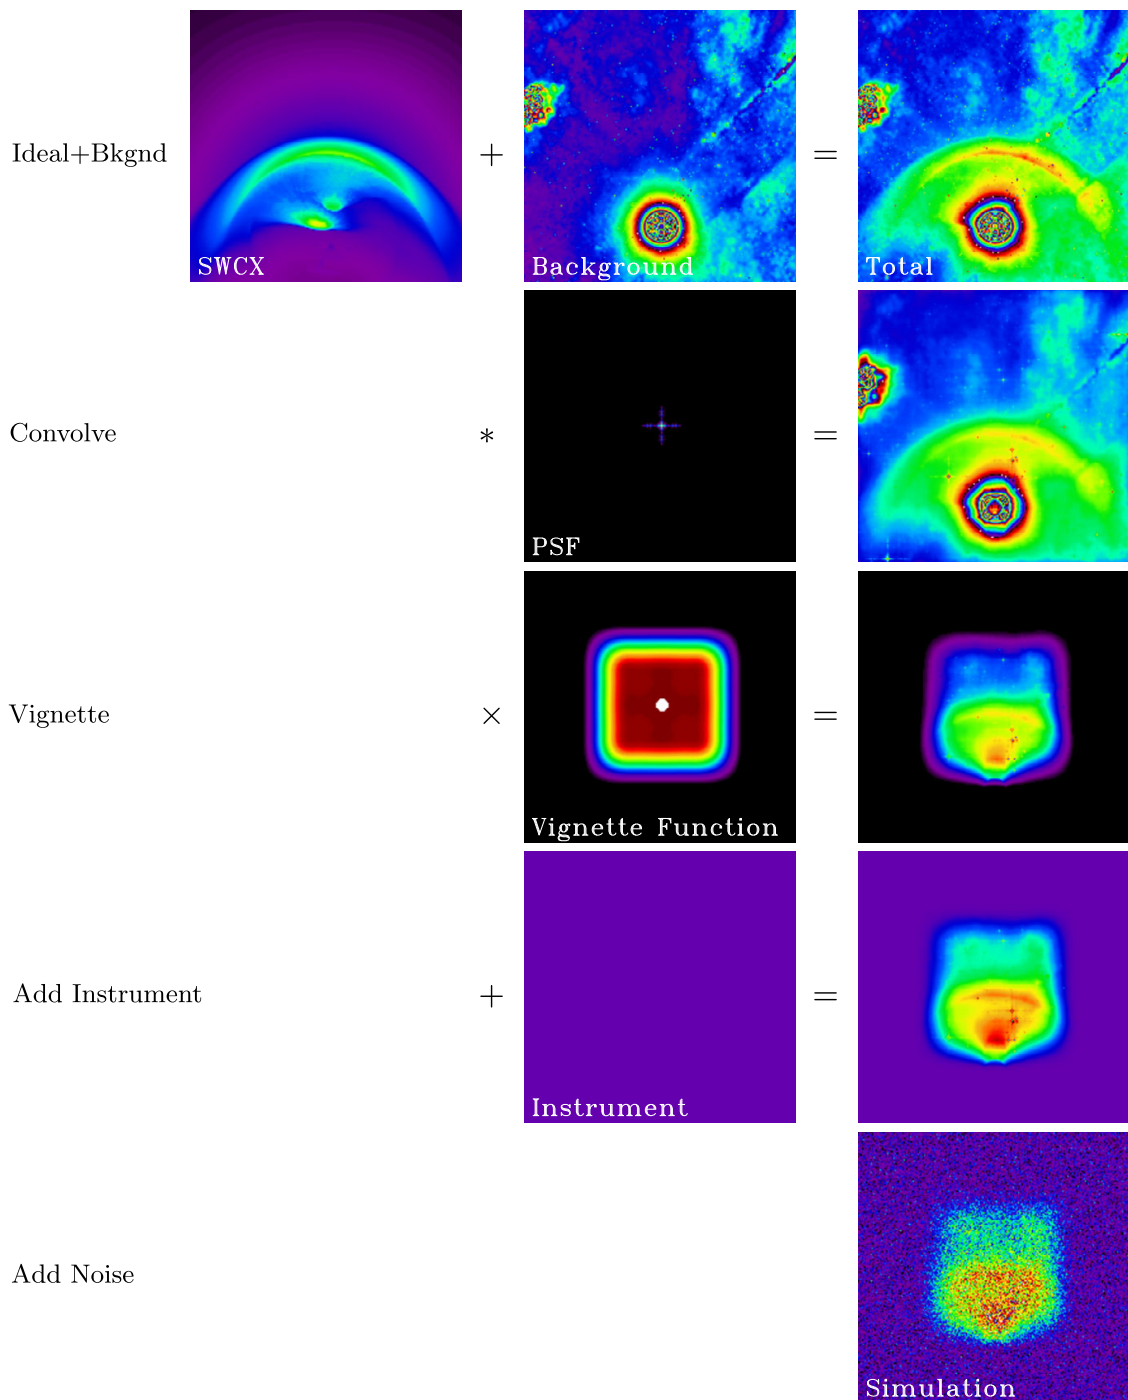 Ideal+Bkgnd + =
SWCX Background Total
Convolve * =
PSF
Vignette × =
Vignette Function
Add Instrument + =
Instrument
Add Noise
Simulation